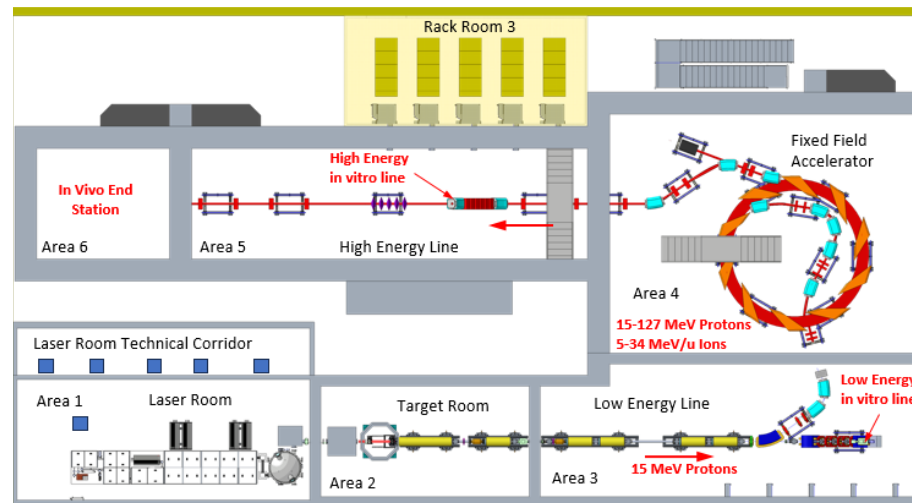 Rack Room 3
Fixed Field
Accelerator
High Energy
in vitro line
In Vivo End
Station
Area 6
Area 5
High Energy Line
Area 4
15-127 MeV Protons
5-34 MeV/u Ions
Laser Room Technical Corridor
Area 1
Laser Room
Target Room
Low Energy Line
Low Energy
in vitro line
15 MeV Protons
Area 2
Area 3